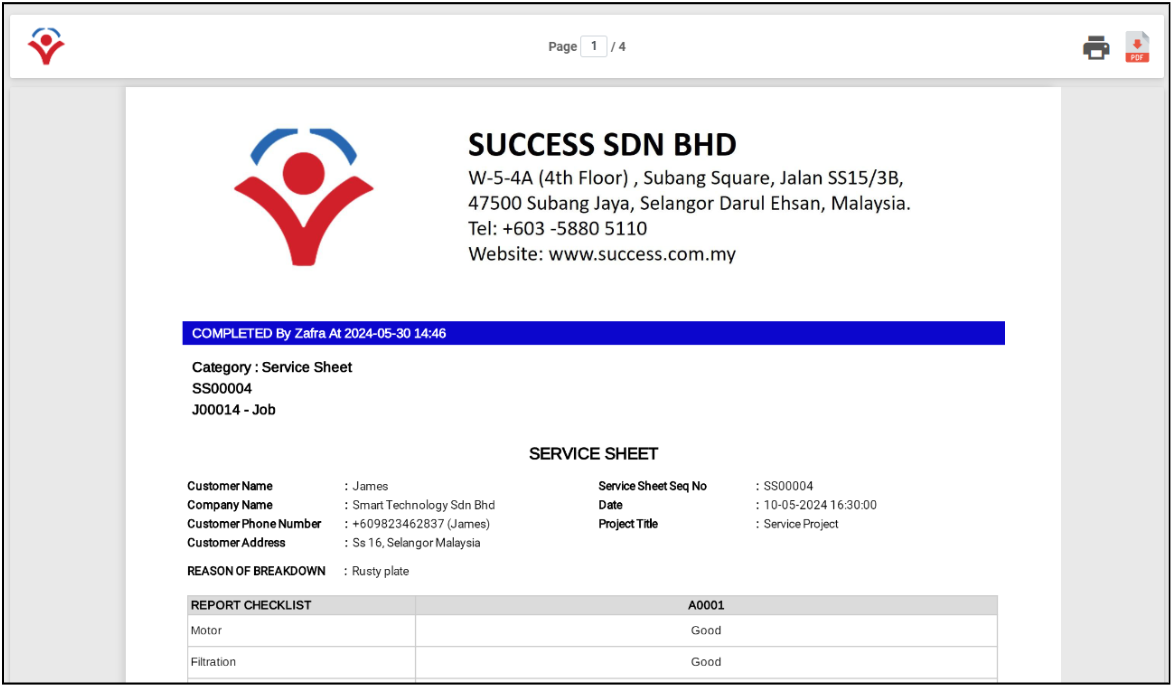 Page 1 / 4
PDF
SUCCESS SDN BHD
W-5-4A (4th Floor) , Subang Square, Jalan SS15/3B,
47500 Subang Jaya, Selangor Darul Ehsan, Malaysia.
Tel: +603 -5880 5110
Website: www.success.com.my
COMPLETED By Zafra At 2024-05-30 14:46
Category : Service Sheet
SS00004
J00014 - Job
SERVICE SHEET
Customer Name : James Service Sheet Seq No : SS00004
Company Name : Smart Technology Sdn Bhd Date : 10-05-2024 16:30:00
Customer Phone Number : +609823462837 (James) Project Title : Service Project
Customer Address : Ss 16, Selangor Malaysia
REASON OF BREAKDOWN : Rusty plate
REPORT CHECKLIST A0001
Motor Good
Filtration Good